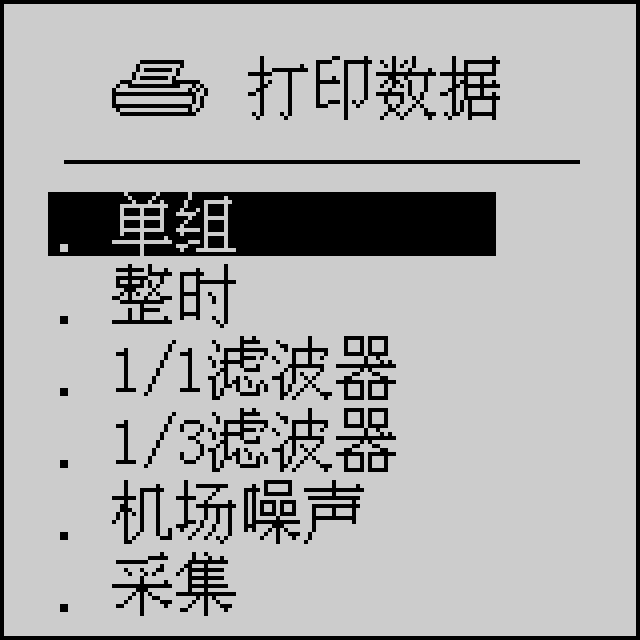 打印数据
. 单组
. 整时
. 1/1滤波器
. 1/3滤波器
. 机场噪声
. 采集